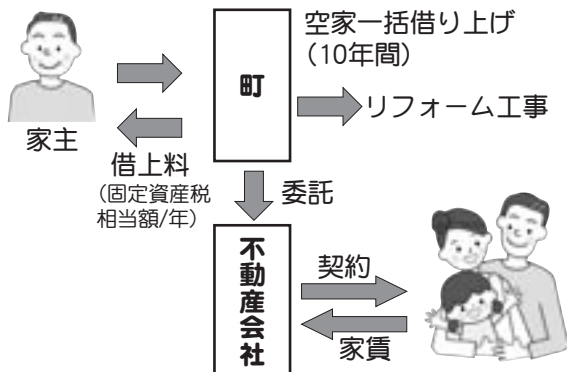 空家一括借り上げ
（10年間）
町
リフォーム工事
家主
借上料
（固定資産税
相当額/年）
委託
不動産会社
契約
家賃